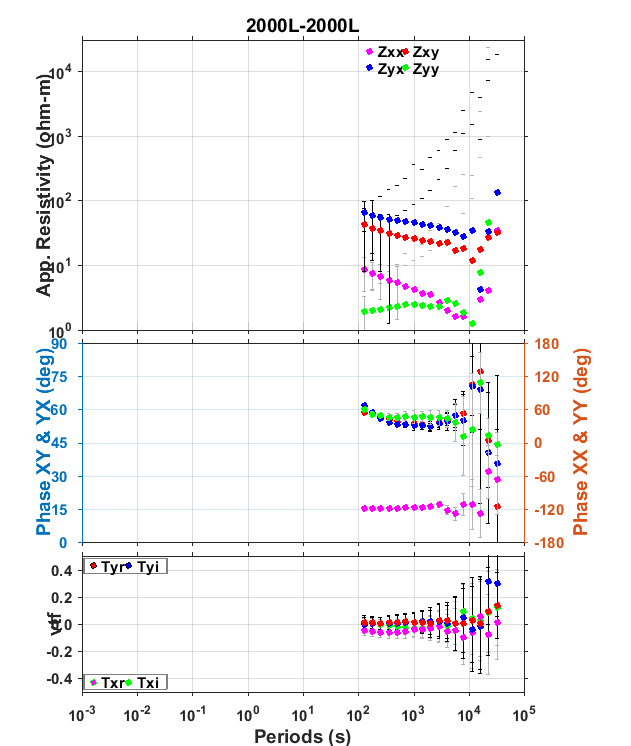 2000L-2000L
Zxx Zxy
Zyx Zyy
App. Resistivity (ohm-m)
10^4
10^3
10^2
10^1
10^0
Phase XY & YX (deg)
90
75
60
45
30
15
0
180
120
60
0
-60
-120
-180
Phase XX & YY (deg)
Tyr Tyi
vtf
0.4
0.2
0
-0.2
-0.4
Txr Txi
10^-3 10^-2 10^-1 10^0 10^1 10^2 10^3 10^4 10^5
Periods (s)